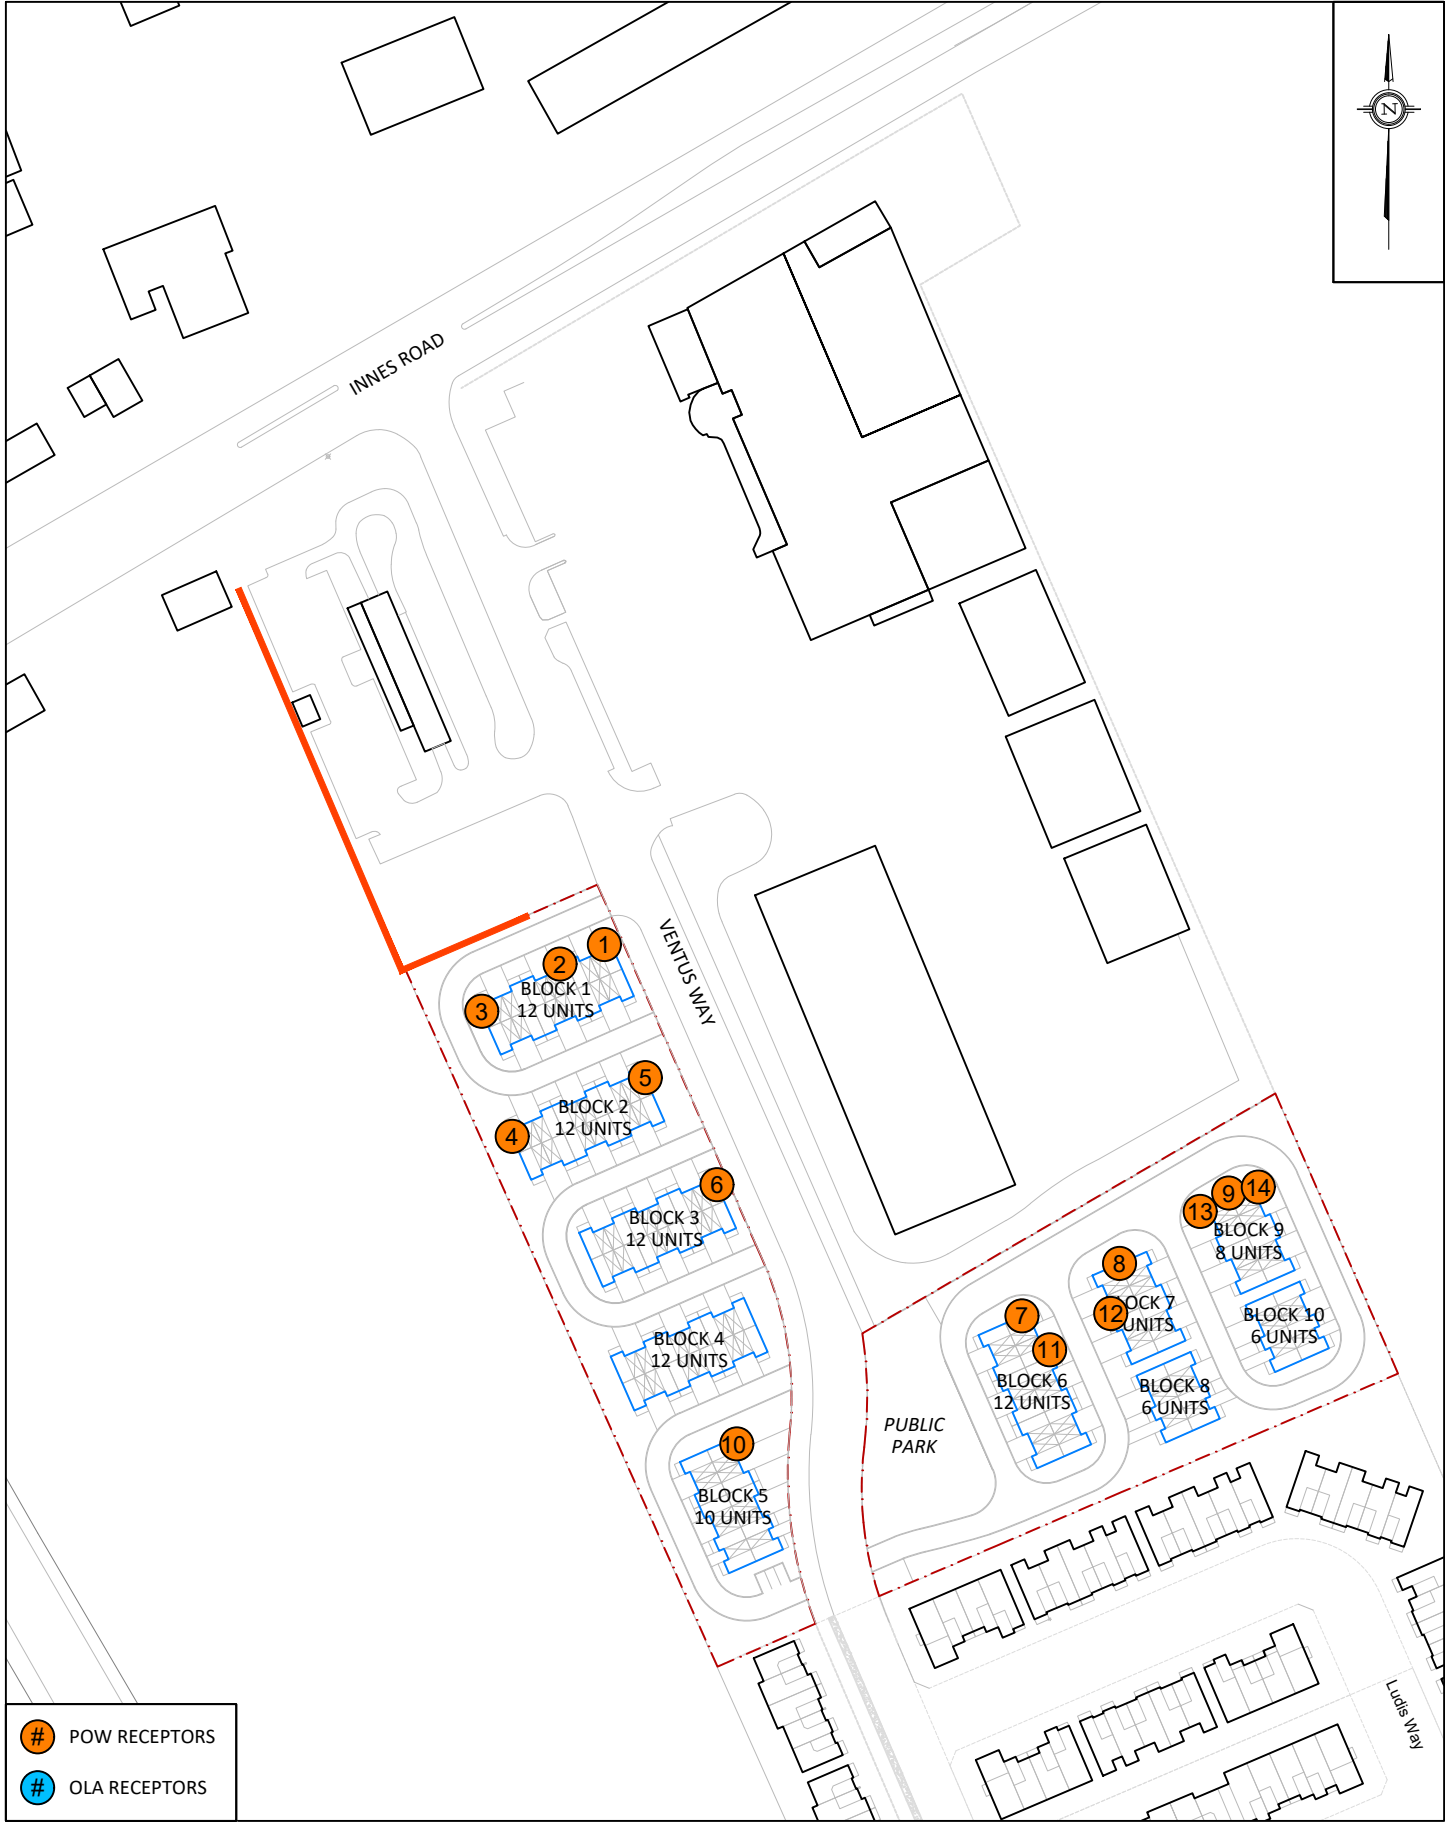 N
INNES ROAD
VENTUS WAY
1
2
BLOCK 1
12 UNITS
3
5
BLOCK 2
12 UNITS
4
6
BLOCK 3
12 UNITS
BLOCK 4
12 UNITS
10
BLOCK 5
10 UNITS
PUBLIC
PARK
7
11
BLOCK 6
12 UNITS
8
12
OCK 7
UNITS
BLOCK 8
6 UNITS
13
9
14
BLOCK 9
8 UNITS
BLOCK 10
6 UNITS
Ludis Way
# POW RECEPTORS
# OLA RECEPTORS